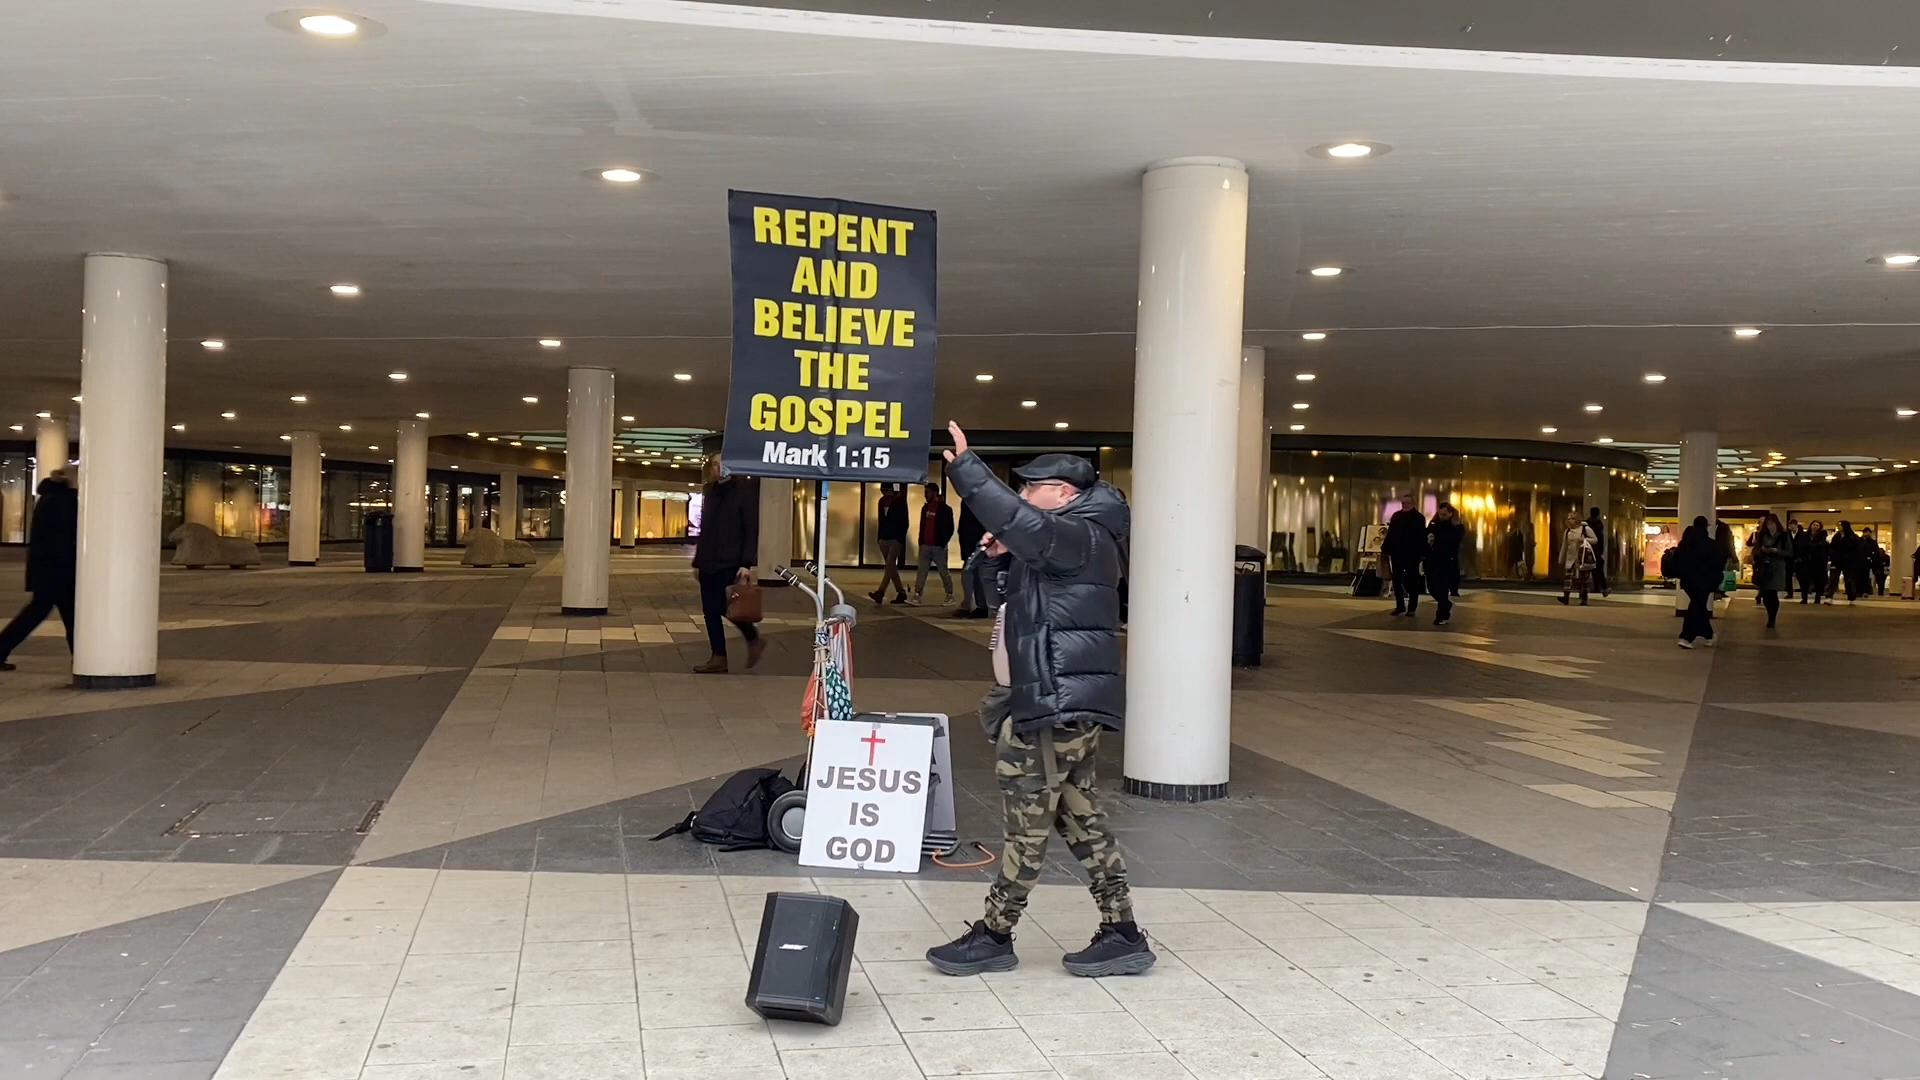 REPENT
AND
BELIEVE
THE
GOSPEL
Mark 1:15
JESUS
IS
GOD
BOSE